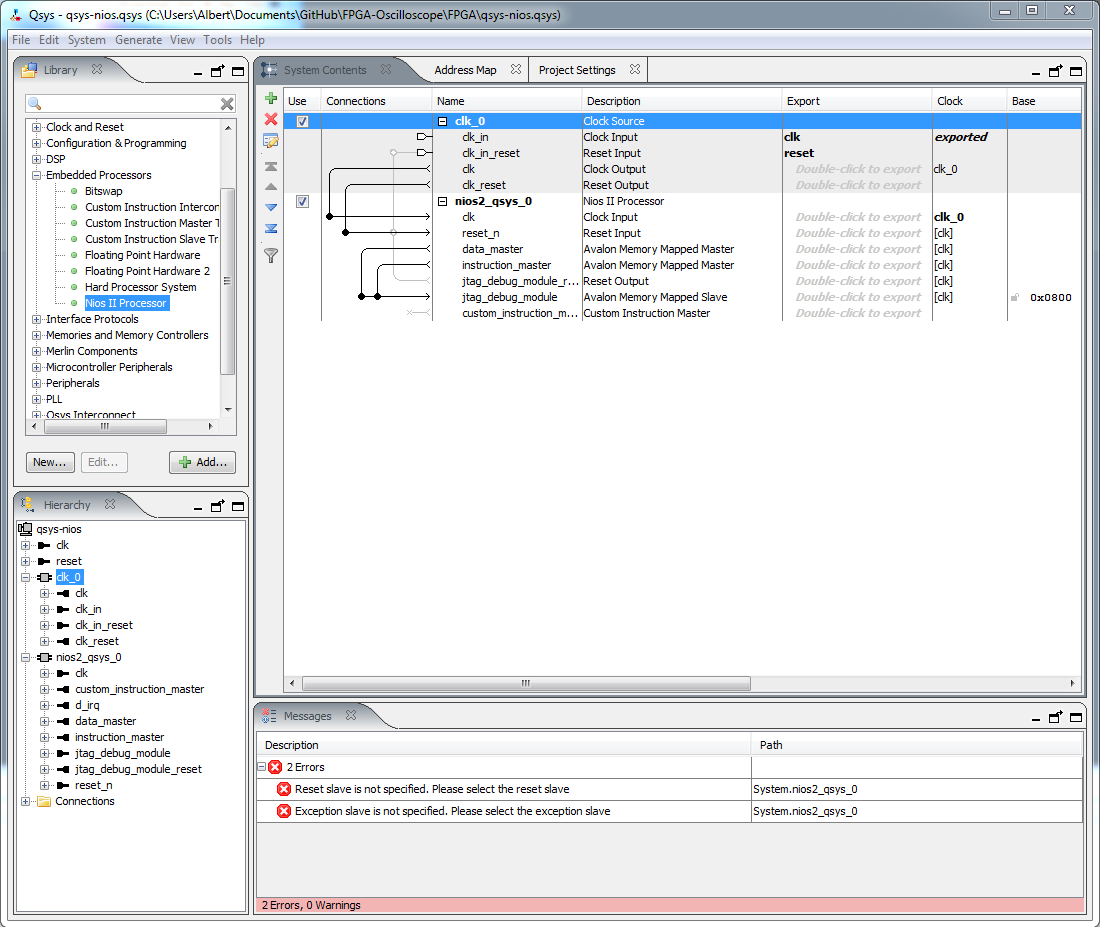 Qsys - qsys-nios.qsys (C:\Users\Albert\Documents\GitHub\FPGA-Oscilloscope\FPGA\qsys-nios.qsys)
File Edit System Generate View Tools Help
Library
Clock and Reset
Configuration & Programming
DSP
Embedded Processors
Bitswap
Custom Instruction Intercon
Custom Instruction Master T
Custom Instruction Slave Tr
Floating Point Hardware
Floating Point Hardware 2
Hard Processor System
Nios II Processor
Interface Protocols
Memories and Memory Controllers
Merlin Components
Microcontroller Peripherals
Peripherals
PLL
Qsys Interconnect
New... Edit... Add...
Hierarchy
qsys-nios
clk
reset
clk_0
clk
clk_in
clk_in_reset
clk_reset
nios2_qsys_0
clk
custom_instruction_master
d_irq
data_master
instruction_master
jtag_debug_module
jtag_debug_module_reset
reset_n
Connections
System Contents Address Map Project Settings
Use Connections Name Description Export Clock Base
clk_0 Clock Source
clk_in Clock Input clk exported
clk_in_reset Reset Input reset
clk Clock Output Double-click to export clk_0
clk_reset Reset Output Double-click to export
nios2_qsys_0 Nios II Processor
clk Clock Input Double-click to export clk_0
reset_n Reset Input Double-click to export [clk]
data_master Avalon Memory Mapped Master Double-click to export [clk]
instruction_master Avalon Memory Mapped Master Double-click to export [clk]
jtag_debug_module_r... Reset Output Double-click to export [clk]
jtag_debug_module Avalon Memory Mapped Slave Double-click to export [clk] 0x0800
custom_instruction_m... Custom Instruction Master Double-click to export
Messages
Description Path
2 Errors
Reset slave is not specified. Please select the reset slave System.nios2_qsys_0
Exception slave is not specified. Please select the exception slave System.nios2_qsys_0
2 Errors, 0 Warnings